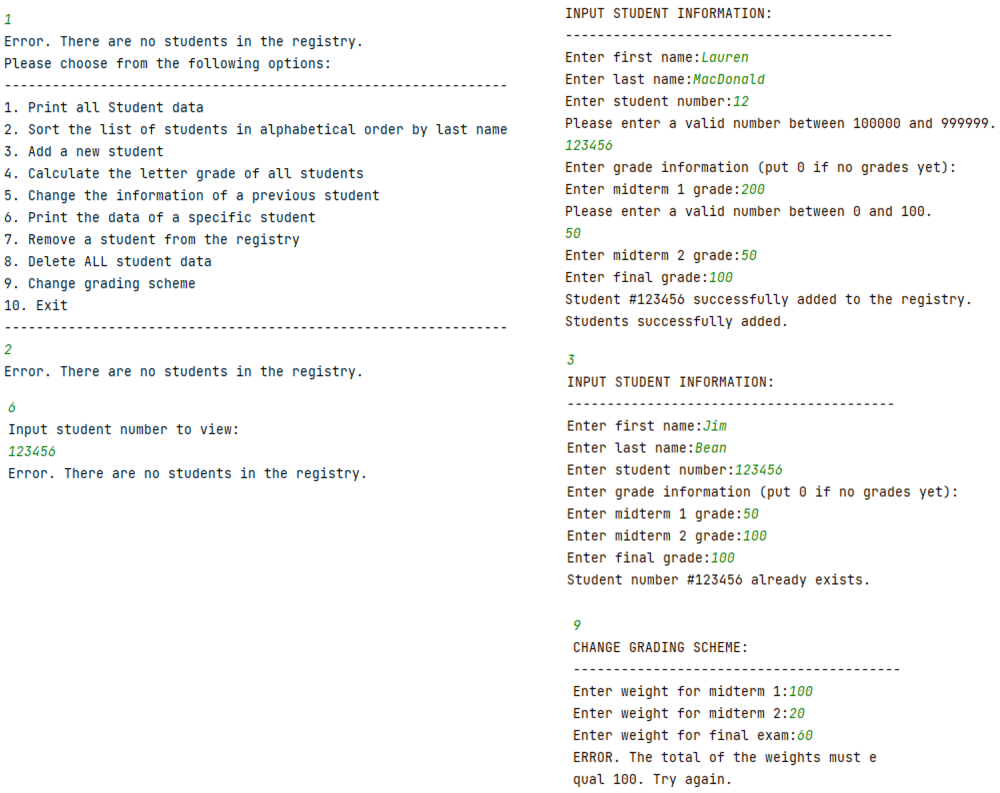 1
Error. There are no students in the registry.
Please choose from the following options:
---------------------------------------------------------------
1. Print all Student data
2. Sort the list of students in alphabetical order by last name
3. Add a new student
4. Calculate the letter grade of all students
5. Change the information of a previous student
6. Print the data of a specific student
7. Remove a student from the registry
8. Delete ALL student data
9. Change grading scheme
10. Exit
---------------------------------------------------------------
2
Error. There are no students in the registry.
6
Input student number to view:
123456
Error. There are no students in the registry.
INPUT STUDENT INFORMATION:
-----------------------------------------
Enter first name:Lauren
Enter last name:MacDonald
Enter student number:12
Please enter a valid number between 100000 and 999999.
123456
Enter grade information (put 0 if no grades yet):
Enter midterm 1 grade:200
Please enter a valid number between 0 and 100.
50
Enter midterm 2 grade:50
Enter final grade:100
Student #123456 successfully added to the registry.
Students successfully added.
3
INPUT STUDENT INFORMATION:
-----------------------------------------
Enter first name:Jim
Enter last name:Bean
Enter student number:123456
Enter grade information (put 0 if no grades yet):
Enter midterm 1 grade:50
Enter midterm 2 grade:100
Enter final grade:100
Student number #123456 already exists.
9
CHANGE GRADING SCHEME:
-----------------------------------------
Enter weight for midterm 1:100
Enter weight for midterm 2:20
Enter weight for final exam:60
ERROR. The total of the weights must e
qual 100. Try again.